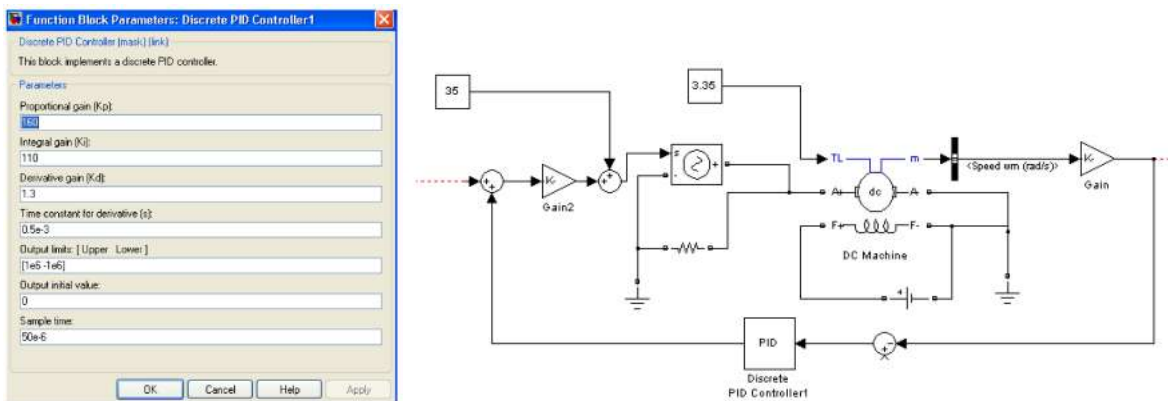 Function Block Parameters: Discrete PID Controller1
Discrete PID Controller (mask) (link)
This block implements a discrete PID controller.
Parameters
Proportional gain (Kp):
160
Integral gain (Ki):
110
Derivative gain (Kd):
1.3
Time constant for derivative (s):
0.5e-3
Output limits: [ Upper Lower ]
[1e6 -1e6]
Output initial value:
0
Sample time:
50e-6
OK Cancel Help Apply
35
3.35
s
+
-
TL m
<Speed wm (rad/s)>
K-
Gain
K-
Gain2
A+ dc A-
F+ F-
DC Machine
PID
Discrete
PID Controller1